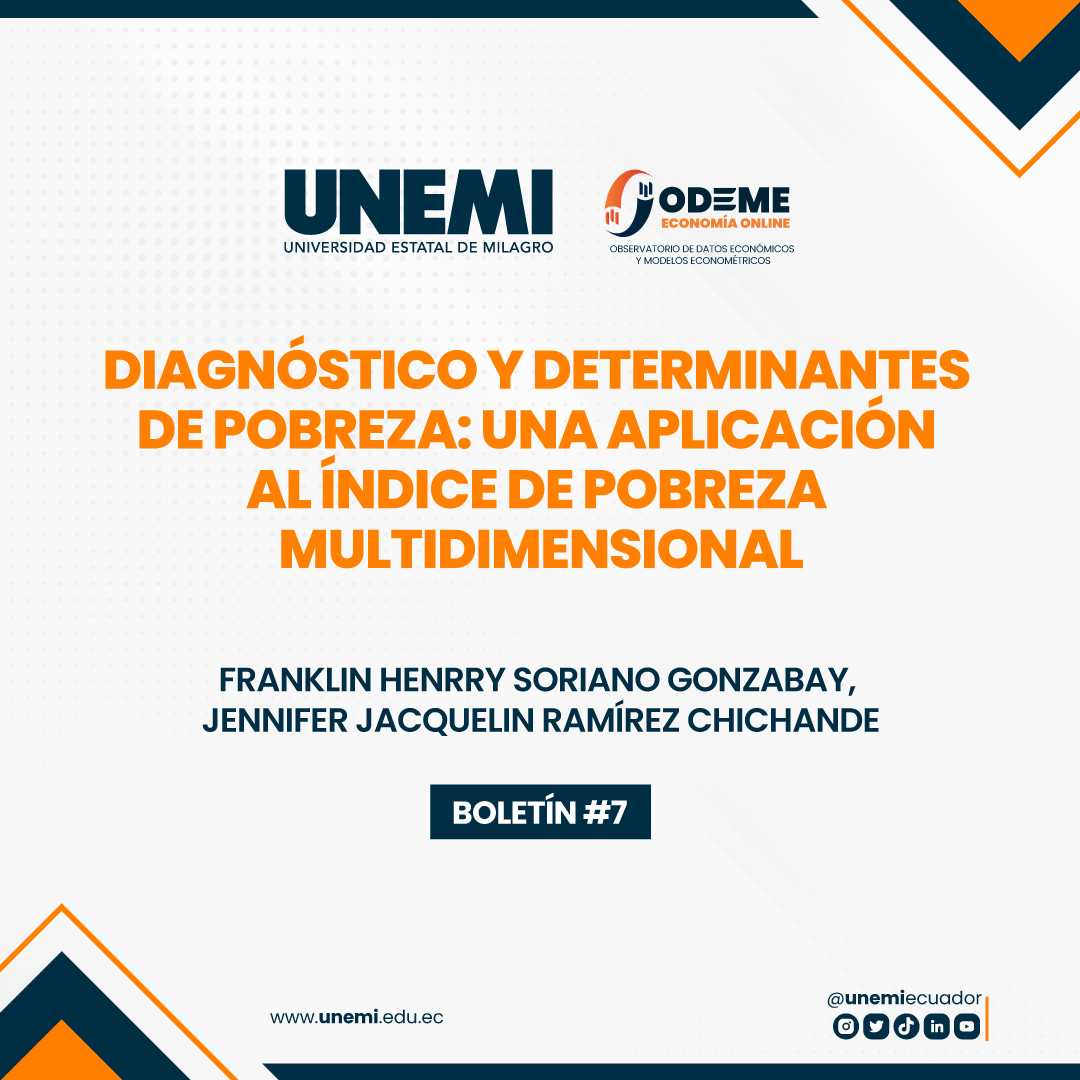 UNEMI
UNIVERSIDAD ESTATAL DE MILAGRO
ODEME
ECONOMÍA ONLINE
OBSERVATORIO DE DATOS ECONÓMICOS
Y MODELOS ECONOMÉTRICOS
DIAGNÓSTICO Y DETERMINANTES
DE POBREZA: UNA APLICACIÓN
AL ÍNDICE DE POBREZA
MULTIDIMENSIONAL
FRANKLIN HENRRY SORIANO GONZABAY,
JENNIFER JACQUELIN RAMÍREZ CHICHANDE
BOLETÍN #7
www.unemi.edu.ec
@unemiecuador